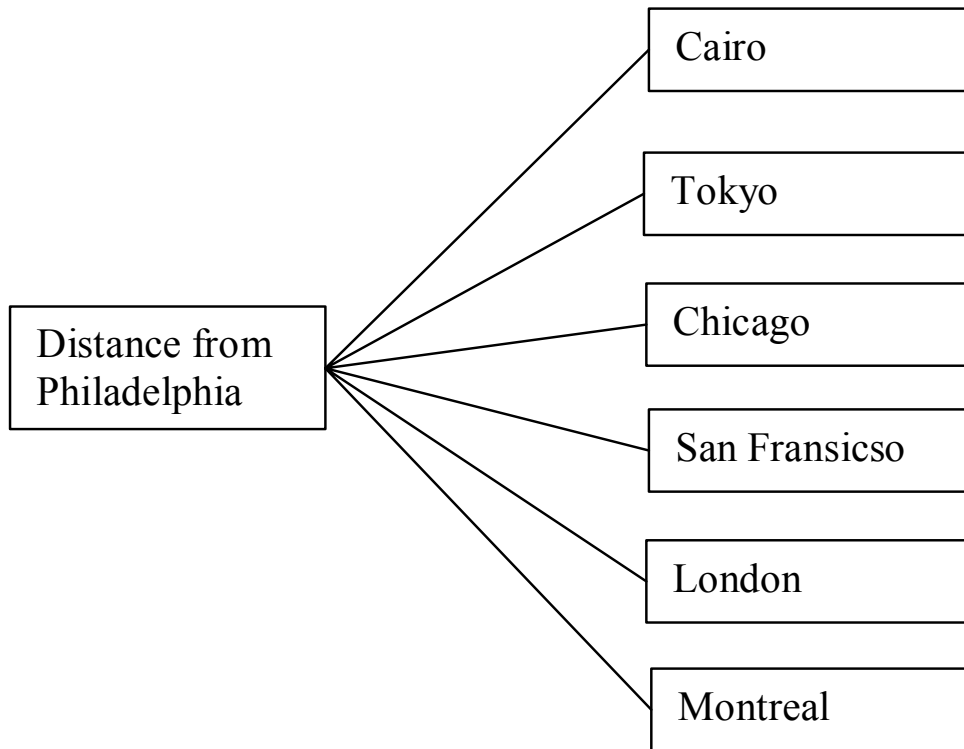 Cairo
Tokyo
Chicago
Distance from
Philadelphia
San Fransicso
London
Montreal